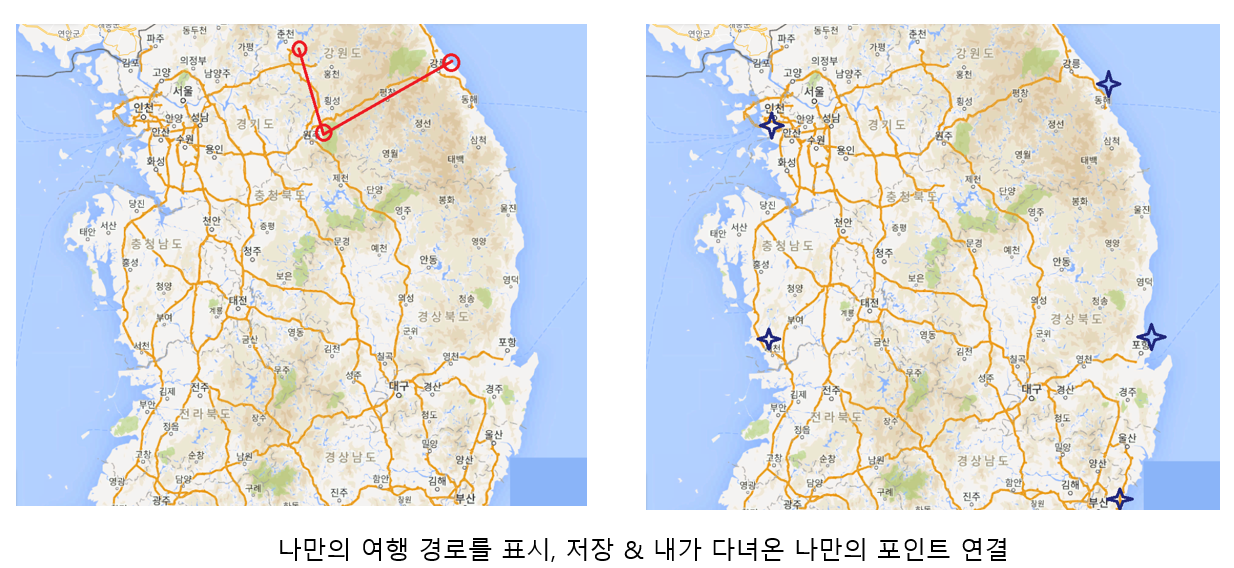 연안군
파주
동두천
가평
춘천
강원도
김포
의정부
고양
남양주
홍천
강릉
서울
인천
횡성
평창
동해
안양
성남
경기도
원주
정선
안산
수원
용인
삼척
화성
영월
태백
제천
단양
충청북도
당진
봉화
울진
영주
태안
서산
천안
증평
충청남도
청주
문경
예천
영양
홍성
안동
보은
영덕
청양
대전
의성
청송
계룡
경상북도
부여
영동
군위
서천
금산
김천
칠곡
영천
포항
무주
성주
대구
경산
경주
김제
전주
부안
전라북도
장수
청도
정읍
밀양
울산
고창
순창
남원
경상남도
양산
영광
담양
구례
함안
김해
진주
창원
부산
광주
연안군
파주
동두천
가평
춘천
강원도
김포
의정부
고양
남양주
홍천
강릉
서울
인천
횡성
평창
동해
안양
성남
경기도
원주
정선
안산
수원
용인
삼척
화성
영월
태백
제천
단양
충청북도
당진
봉화
울진
영주
태안
서산
천안
증평
충청남도
청주
문경
예천
영양
홍성
안동
보은
영덕
청양
대전
의성
청송
계룡
경상북도
부여
영동
군위
금산
김천
칠곡
영천
포항
무주
성주
대구
경산
경주
김제
전주
부안
전라북도
장수
청도
정읍
밀양
울산
고창
순창
남원
경상남도
양산
영광
담양
구례
함안
김해
진주
창원
부산
광주
나만의 여행 경로를 표시, 저장 & 내가 다녀온 나만의 포인트 연결